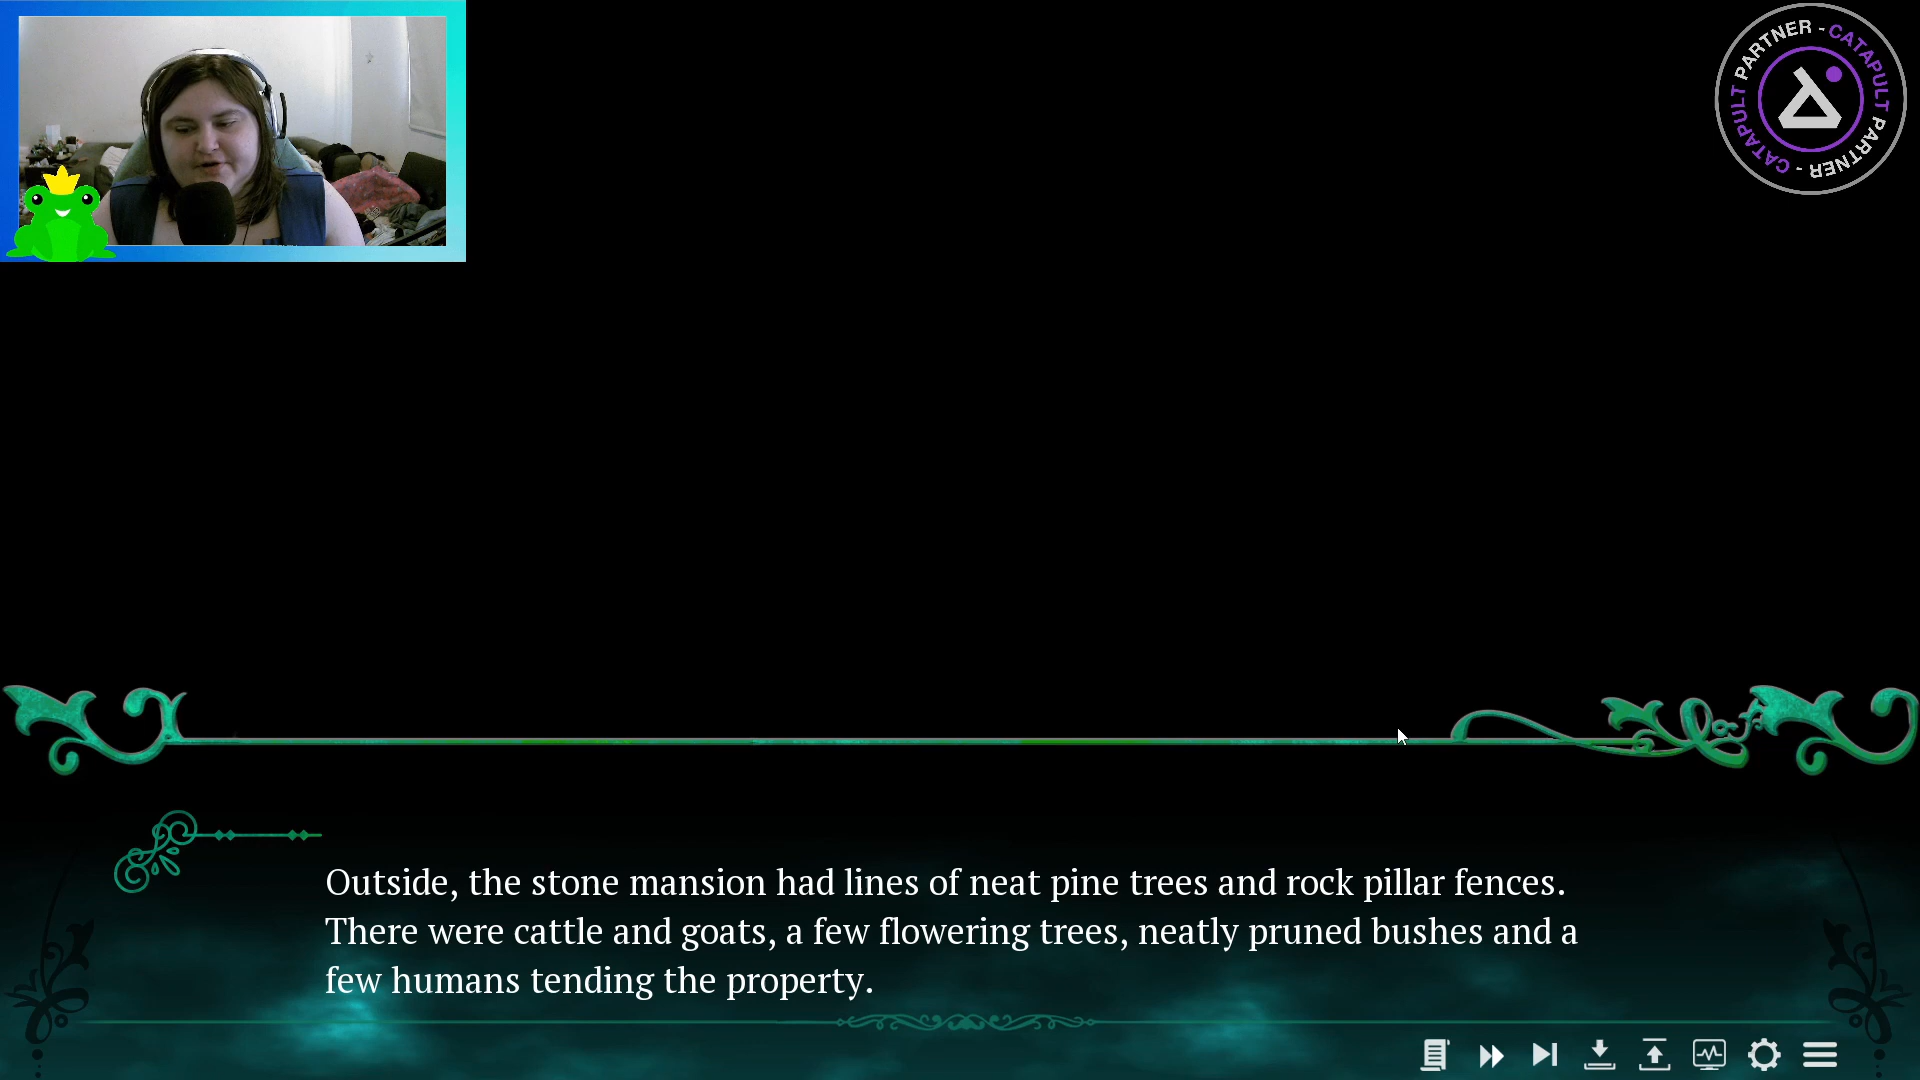 PARTNER - CATAPULT PARTNER - CATAPULT
Outside, the stone mansion had lines of neat pine trees and rock pillar fences.
There were cattle and goats, a few flowering trees, neatly pruned bushes and a
few humans tending the property.